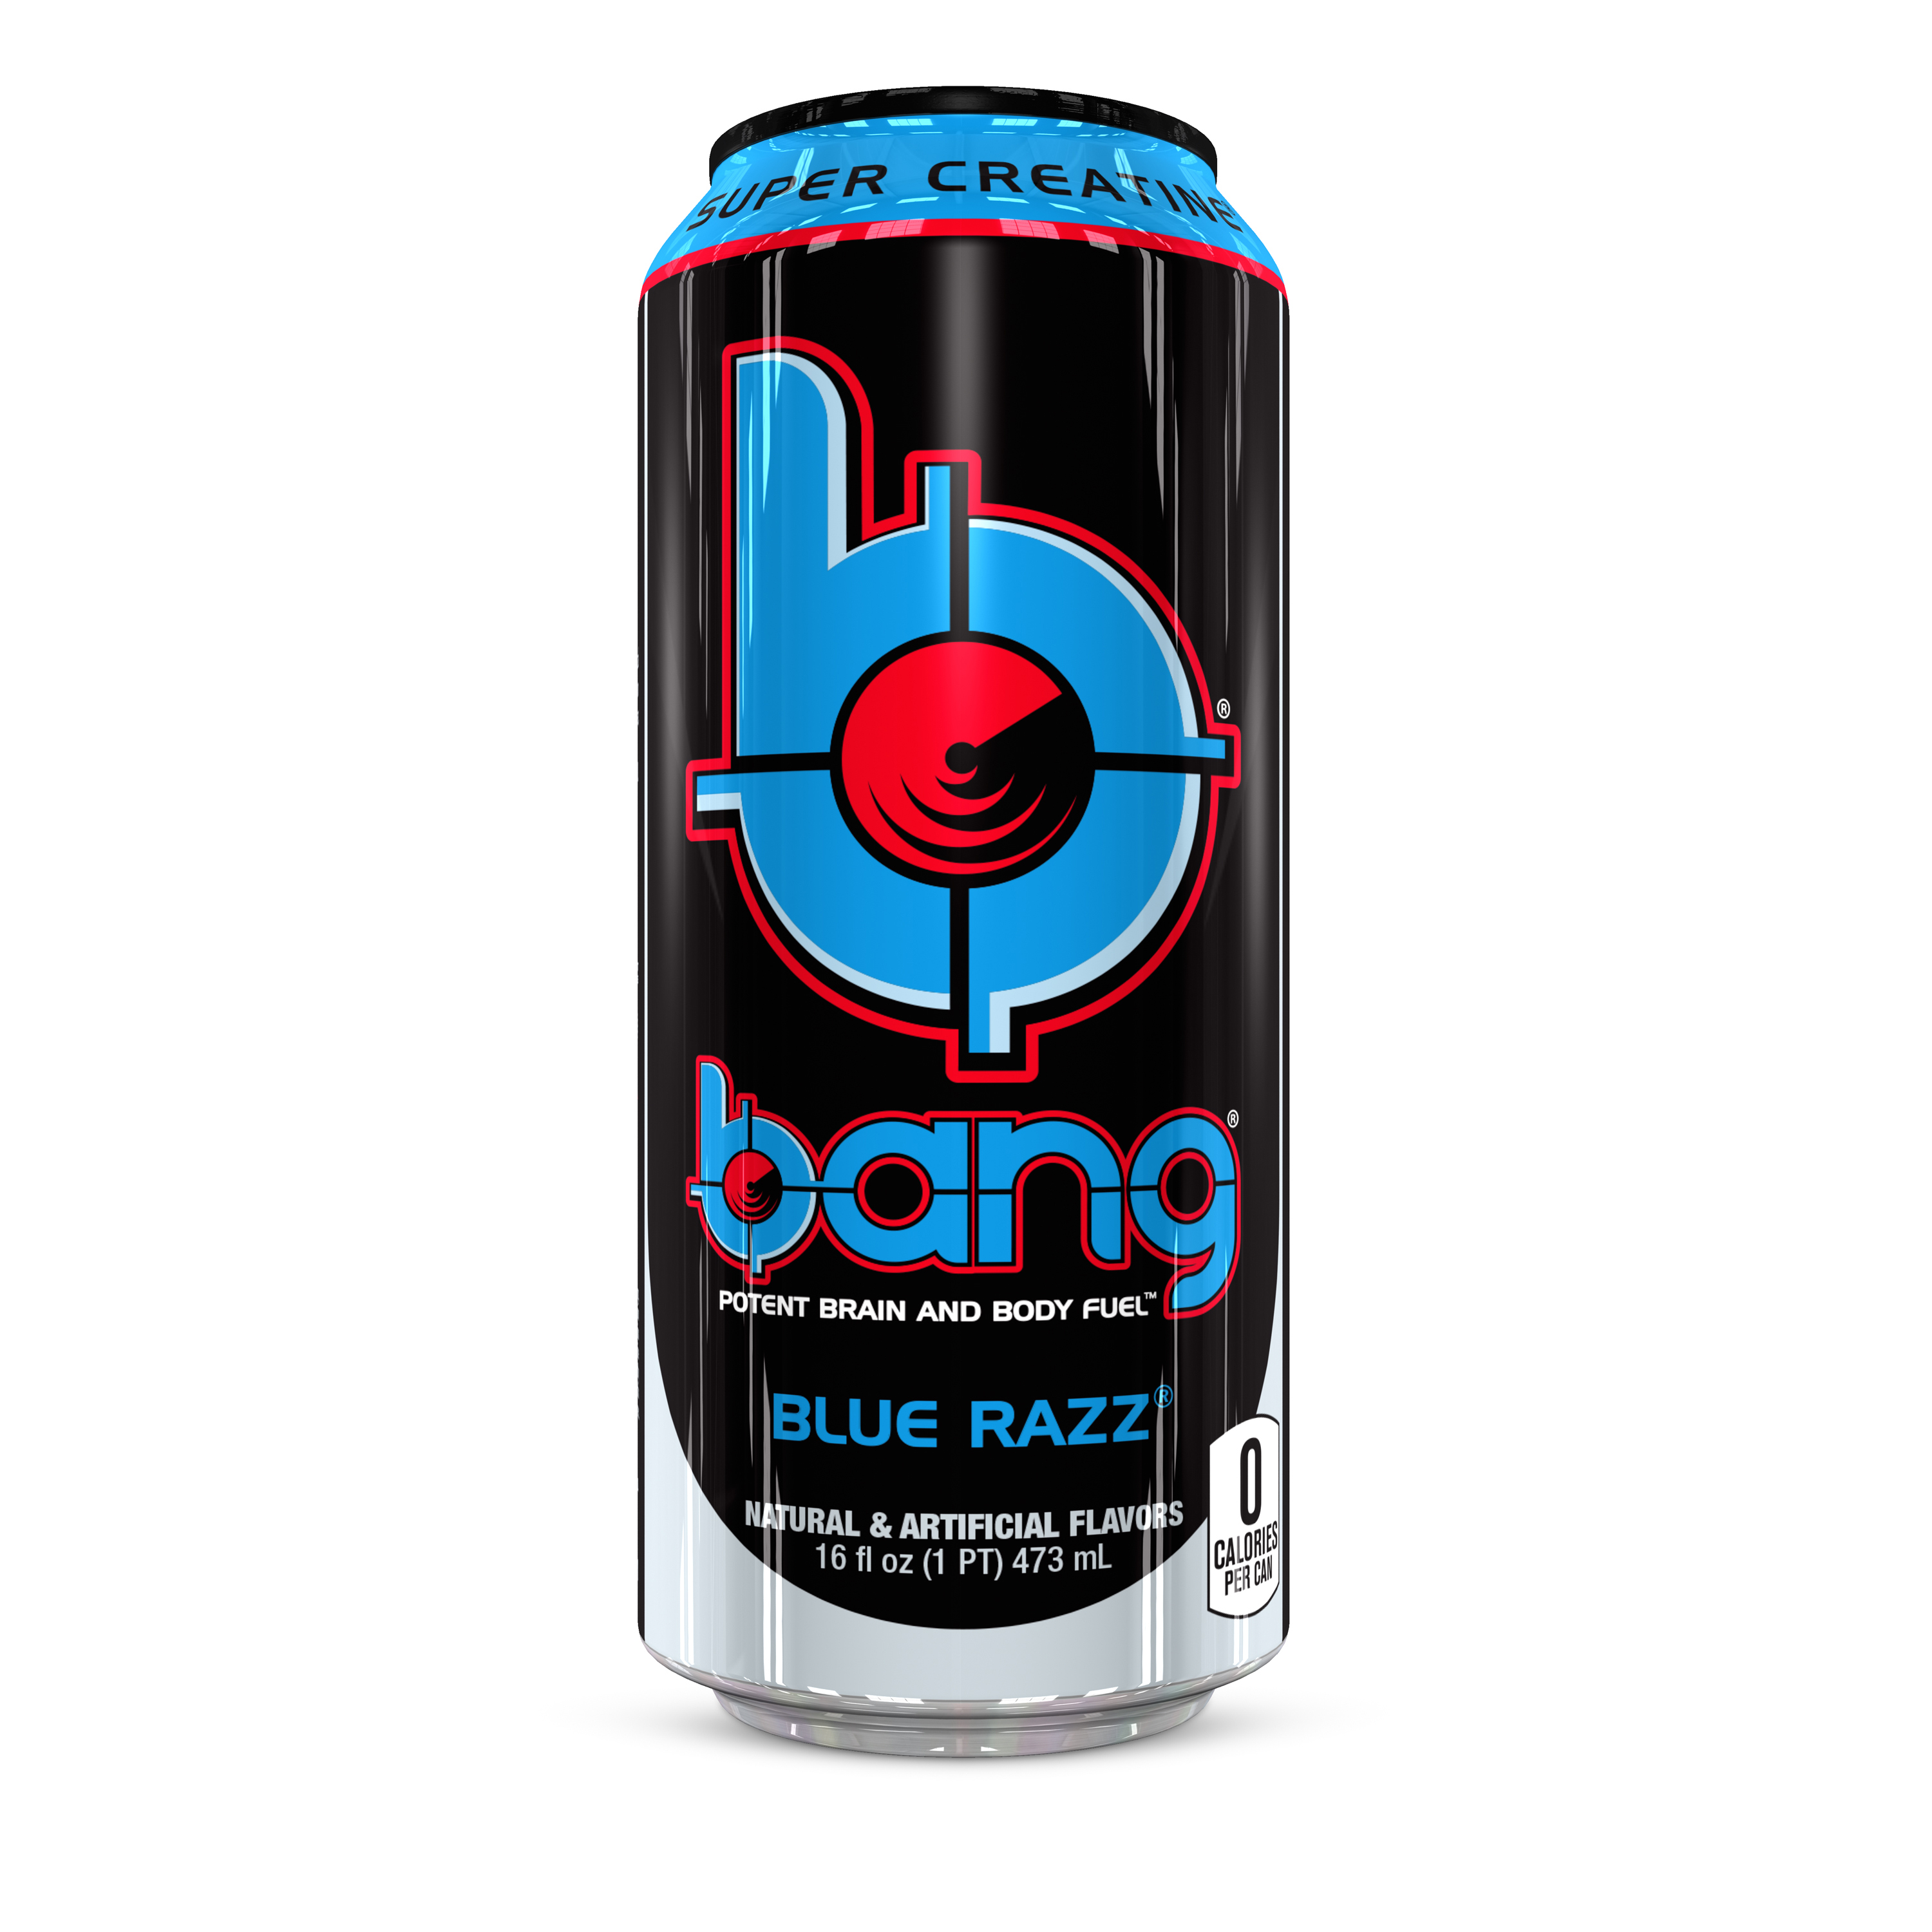 SUPER CREATINE
®
bang®
POTENT BRAIN AND BODY FUEL™
BLUE RAZZ®
NATURAL & ARTIFICIAL FLAVORS
16 fl oz (1 PT) 473 mL
0
CALORIES
PER CAN